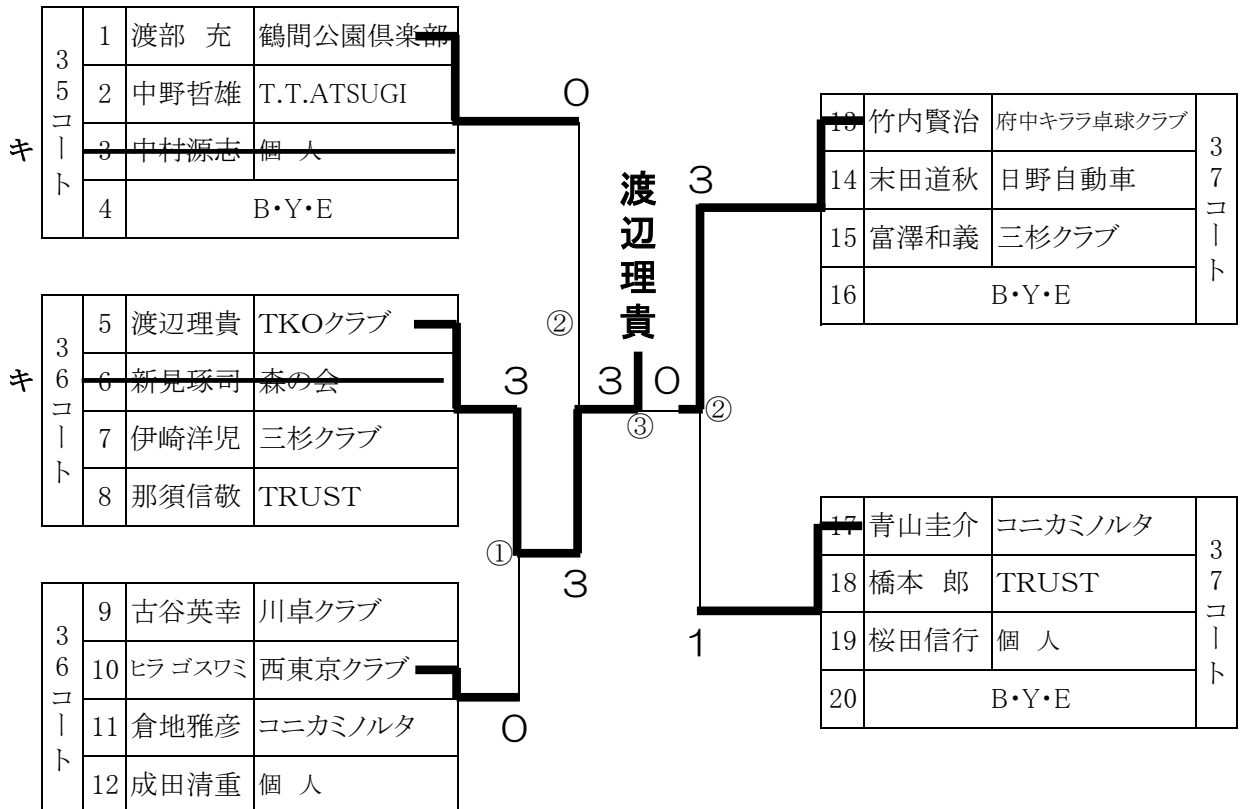 35コート
1 渡部 充 鶴間公園倶楽部
2 中野哲雄 T.T.ATSUGI
キ 3 中村源志 個 人
4 B・Y・E
0
36コート
5 渡辺理貴 TKOクラブ
キ 6 新見琢司 森の会
7 伊崎洋児 三杉クラブ
8 那須信敬 TRUST
②
3
①
3
36コート
9 古谷英幸 川卓クラブ
10 ヒラ ゴスワミ 西東京クラブ
11 倉地雅彦 コニカミノルタ
12 成田清重 個 人
0
渡辺理貴
3 0
③
3
②
1
13 竹内賢治 府中キララ卓球クラブ
14 末田道秋 日野自動車
15 富澤和義 三杉クラブ
16 B・Y・E
37コート
17 青山圭介 コニカミノルタ
18 橋本 郎 TRUST
19 桜田信行 個 人
20 B・Y・E
37コート